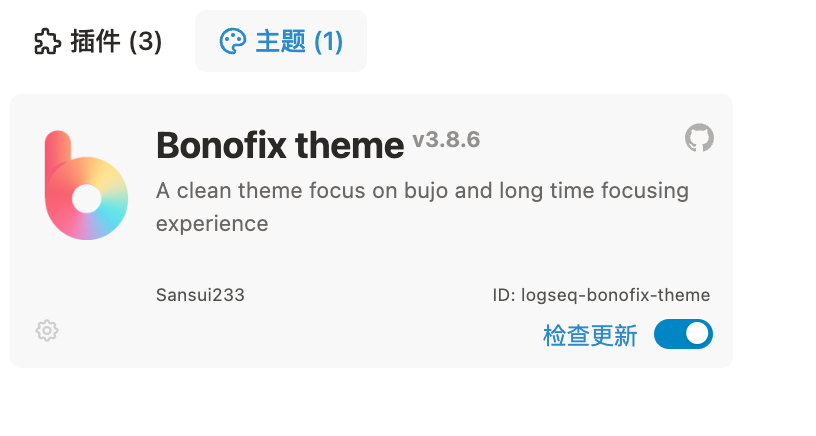 插件 (3) 主题 (1)
Bonofix theme v3.8.6
A clean theme focus on bujo and long time focusing
experience
Sansui233 ID: logseq-bonofix-theme
检查更新